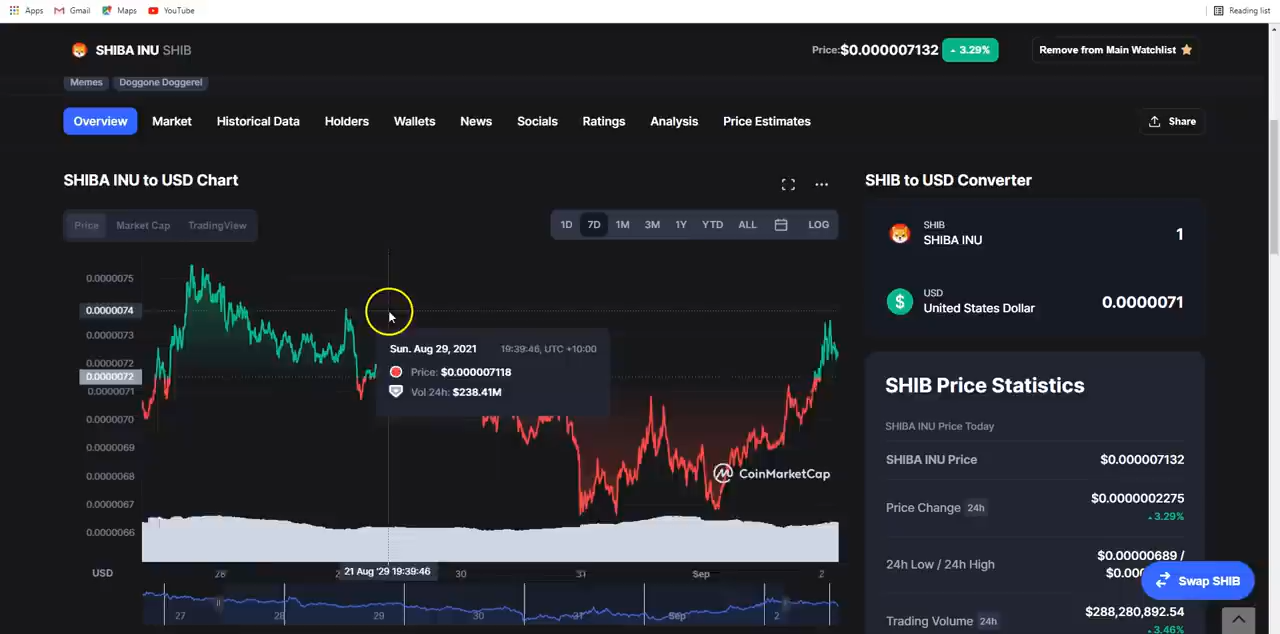 Apps Gmail Maps YouTube Reading list
SHIBA INU SHIB Price:$0.000007132 3.29% Remove from Main Watchlist
Memes Doggone Doggerel
Overview Market Historical Data Holders Wallets News Socials Ratings Analysis Price Estimates Share
SHIBA INU to USD Chart
Price Market Cap TradingView
1D 7D 1M 3M 1Y YTD ALL LOG
0.0000075
0.0000074
0.0000073
0.0000072
0.0000072
0.0000071
0.0000070
0.0000069
0.0000068
0.0000067
0.0000066
Sun. Aug 29, 2021 19:39:46, UTC +10:00
Price: $0.000007118
Vol 24h: $238.41M
CoinMarketCap
USD 21 Aug '29 19:39:46 30 31 Sep 2
27 28 29 30 31 Sep 2
SHIB to USD Converter
SHIB
SHIBA INU
1
USD
United States Dollar
0.0000071
SHIB Price Statistics
SHIBA INU Price Today
SHIBA INU Price $0.000007132
Price Change 24h $0.0000002275
3.29%
24h Low / 24h High $0.00000689 /
Swap SHIB
Trading Volume 24h $288,280,892.54
3.46%